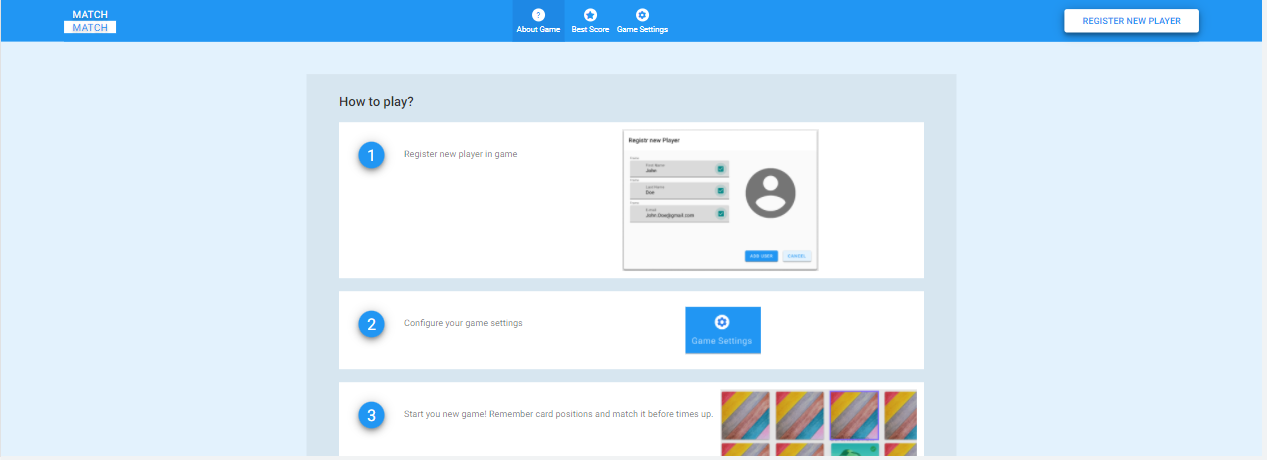 MATCH
MATCH
About Game
Best Score
Game Settings
REGISTER NEW PLAYER
How to play?
1
Register new player in game
Registr new Player
First Name
John
Last Name
Doe
E-mail
John.Doe@gmail.com
ADD USER
CANCEL
2
Configure your game settings
Game Settings
3
Start you new game! Remember card positions and match it before times up.